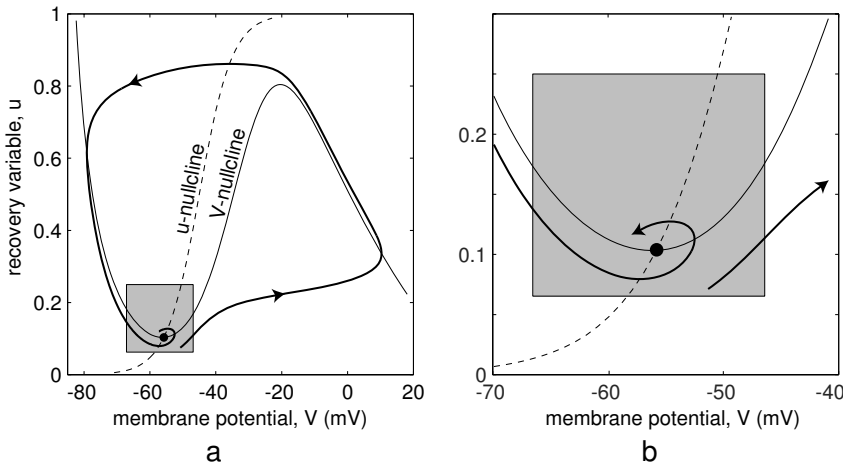 recovery variable, u
1
0.8
0.6
0.4
0.2
0
u-nullcline
V-nullcline
-80 -60 -40 -20 0 20
membrane potential, V (mV)
a
0.2
0.1
0
-70 -60 -50 -40
membrane potential, V (mV)
b